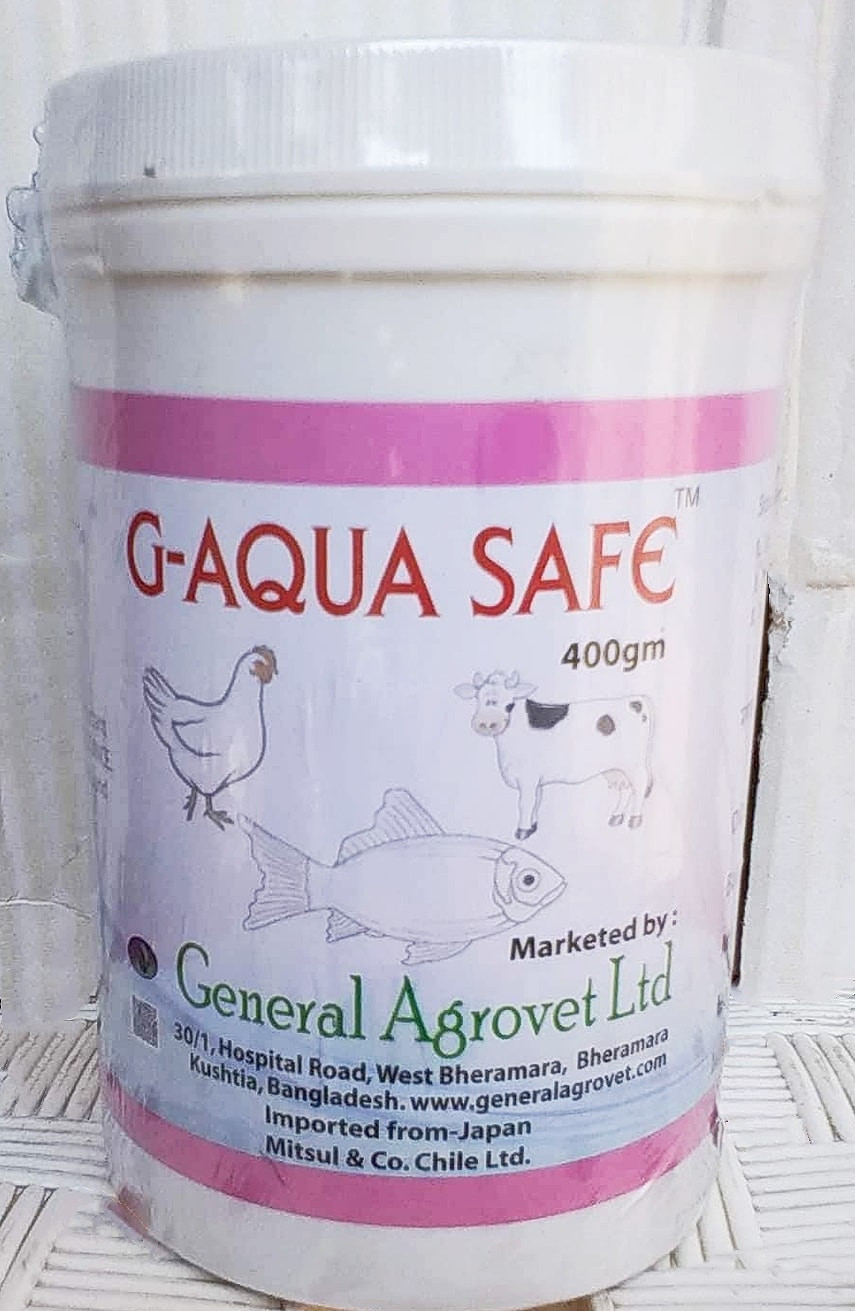 G-AQUA SAFE™
400gm
Marketed by:
General Agrovet Ltd
30/1, Hospital Road, West Bheramara, Bheramara
Kushtia, Bangladesh. www.generalagrovet.com
Imported from-Japan
Mitsul & Co. Chile Ltd.